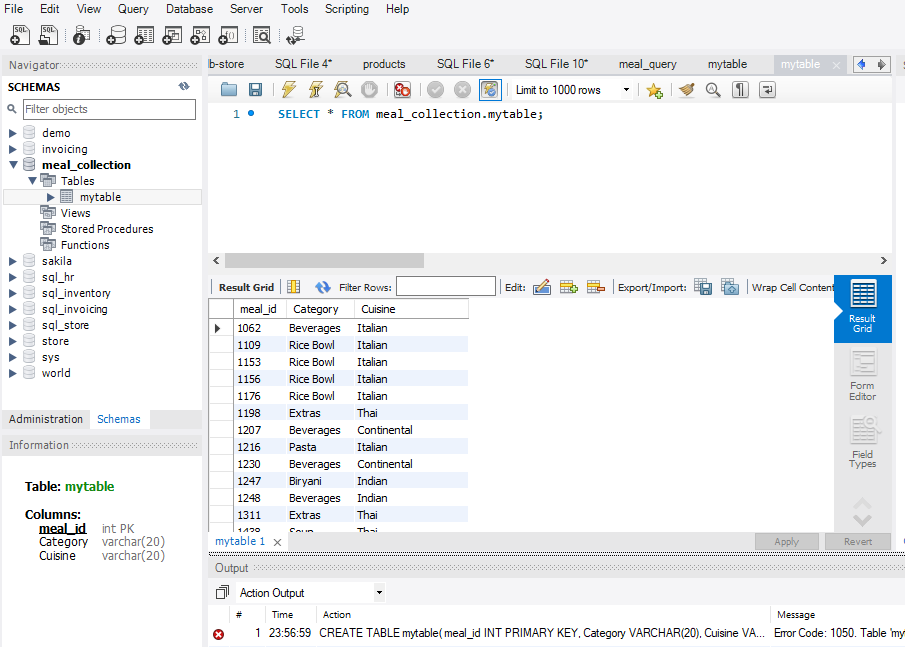 File Edit View Query Database Server Tools Scripting Help
Navigator
SCHEMAS
Filter objects
demo
invoicing
meal_collection
Tables
mytable
Views
Stored Procedures
Functions
sakila
sql_hr
sql_inventory
sql_invoicing
sql_store
store
sys
world
Administration Schemas
Information
Table: mytable
Columns:
meal_id int PK
Category varchar(20)
Cuisine varchar(20)
lb-store SQL File 4* products SQL File 6* SQL File 10* meal_query mytable mytable
Limit to 1000 rows
1 SELECT * FROM meal_collection.mytable;
Result Grid Filter Rows: Edit: Export/Import: Wrap Cell Content
meal_id Category Cuisine
1062 Beverages Italian
1109 Rice Bowl Italian
1153 Rice Bowl Italian
1156 Rice Bowl Italian
1176 Rice Bowl Italian
1198 Extras Thai
1207 Beverages Continental
1216 Pasta Italian
1230 Beverages Continental
1247 Biryani Indian
1248 Beverages Indian
1311 Extras Thai
1438 Soup Thai
Result
Grid
Form
Editor
Field
Types
mytable 1 Apply Revert
Output
Action Output
# Time Action Message
1 23:56:59 CREATE TABLE mytable( meal_id INT PRIMARY KEY, Category VARCHAR(20), Cuisine VA... Error Code: 1050. Table 'my